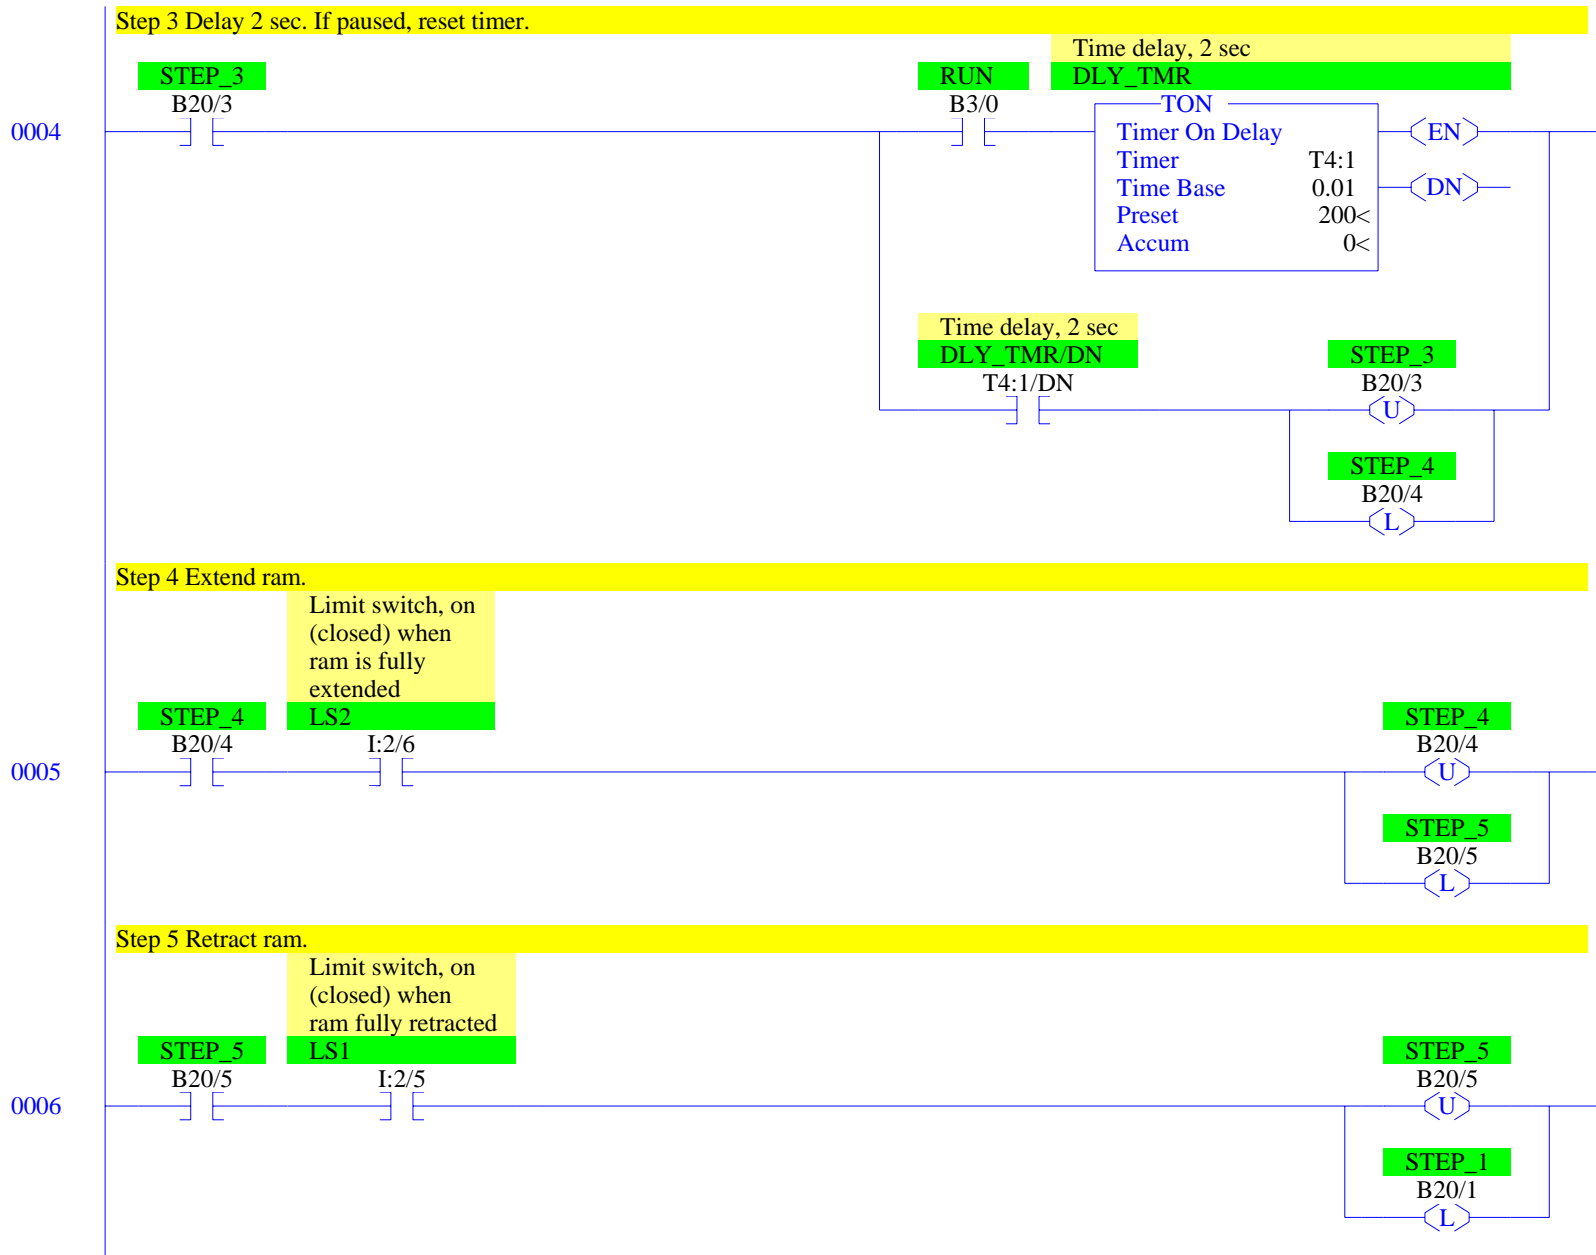 Step 3 Delay 2 sec. If paused, reset timer.
Time delay, 2 sec
STEP_3 RUN DLY_TMR
B20/3 B3/0
TON
0004 Timer On Delay EN
Timer T4:1
Time Base 0.01 DN
Preset 200<
Accum 0<
Time delay, 2 sec
DLY_TMR/DN STEP_3
T4:1/DN B20/3
U
STEP_4
B20/4
L
Step 4 Extend ram.
Limit switch, on
(closed) when
ram is fully
extended
STEP_4 LS2 STEP_4
B20/4 I:2/6 B20/4
0005 U
STEP_5
B20/5
L
Step 5 Retract ram.
Limit switch, on
(closed) when
ram fully retracted
STEP_5 LS1 STEP_5
B20/5 I:2/5 B20/5
0006 U
STEP_1
B20/1
L